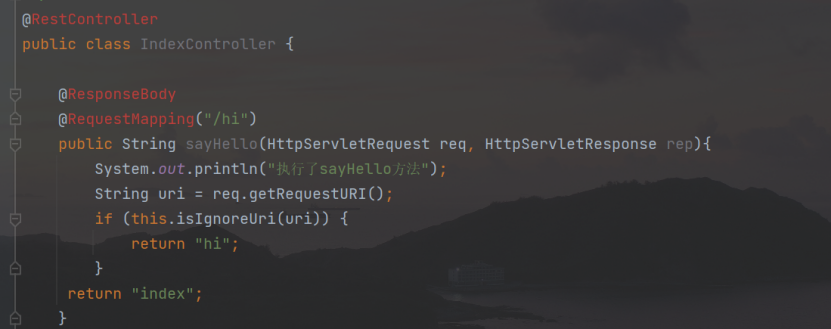 @RestController
public class IndexController {
@ResponseBody
@RequestMapping("/hi")
public String sayHello(HttpServletRequest req, HttpServletResponse rep){
System.out.println("执行了sayHello方法");
String uri = req.getRequestURI();
if (this.isIgnoreUri(uri)) {
return "hi";
}
return "index";
}